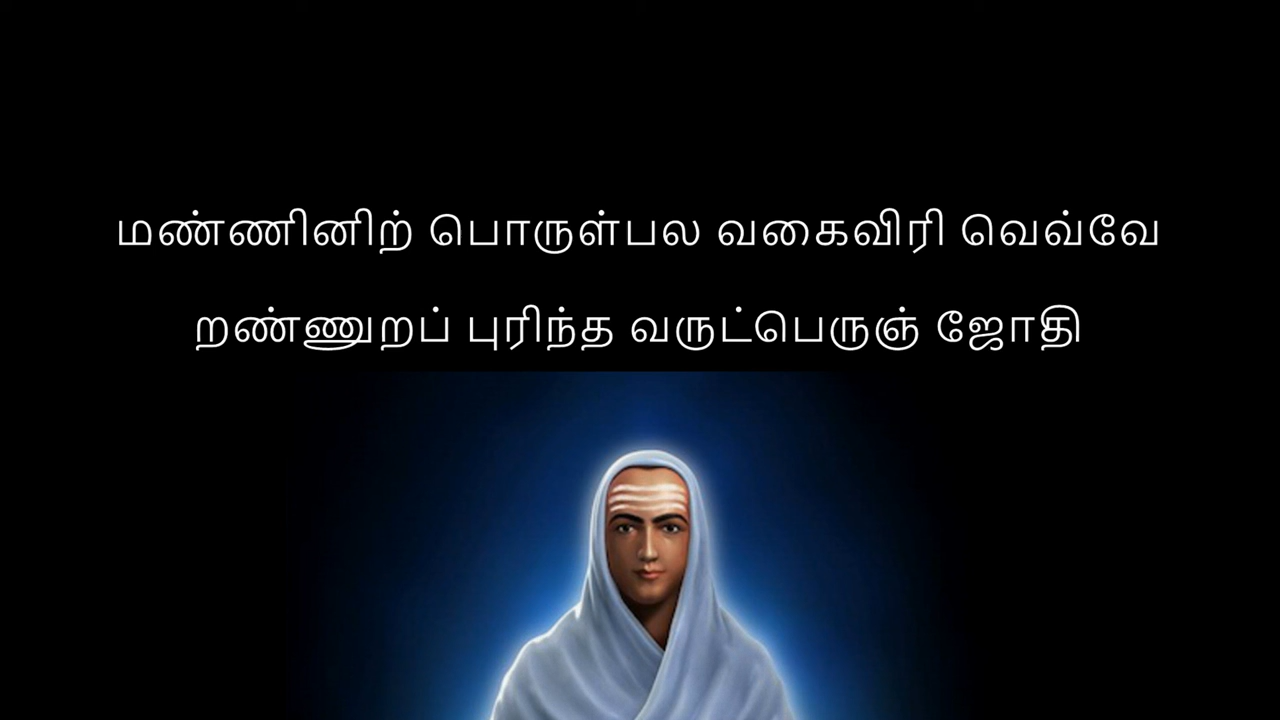 மண்ணினிற் பொருள்பல வகைவிரி வெவ்வே
றண்ணுறப் புரிந்த வருட்பெருஞ் ஜோதி